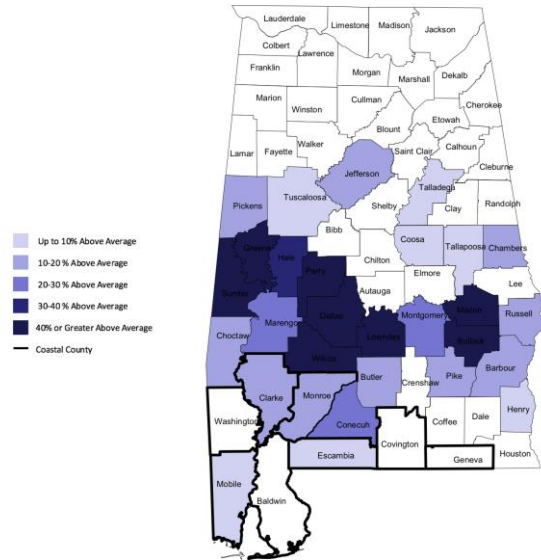 Lauderdale
Limestone
Madison
Jackson
Colbert
Lawrence
Franklin
Morgan
Marshall
Dekalb
Marion
Winston
Cullman
Cherokee
Etowah
Blount
Lamar
Fayette
Walker
Saint Clair
Calhoun
Cleburne
Jefferson
Talladega
Randolph
Clay
Shelby
Pickens
Tuscaloosa
Bibb
Coosa
Tallapoosa
Chambers
Chilton
Greene
Hale
Perry
Elmore
Lee
Autauga
Sumter
Macon
Russell
Marengo
Dallas
Montgomery
Lowndes
Bullock
Choctaw
Wilcox
Barbour
Butler
Pike
Crenshaw
Clarke
Monroe
Henry
Washington
Conecuh
Coffee
Dale
Covington
Houston
Escambia
Geneva
Mobile
Baldwin
Up to 10% Above Average
10-20 % Above Average
20-30 % Above Average
30-40 % Above Average
40% or Greater Above Average
Coastal County